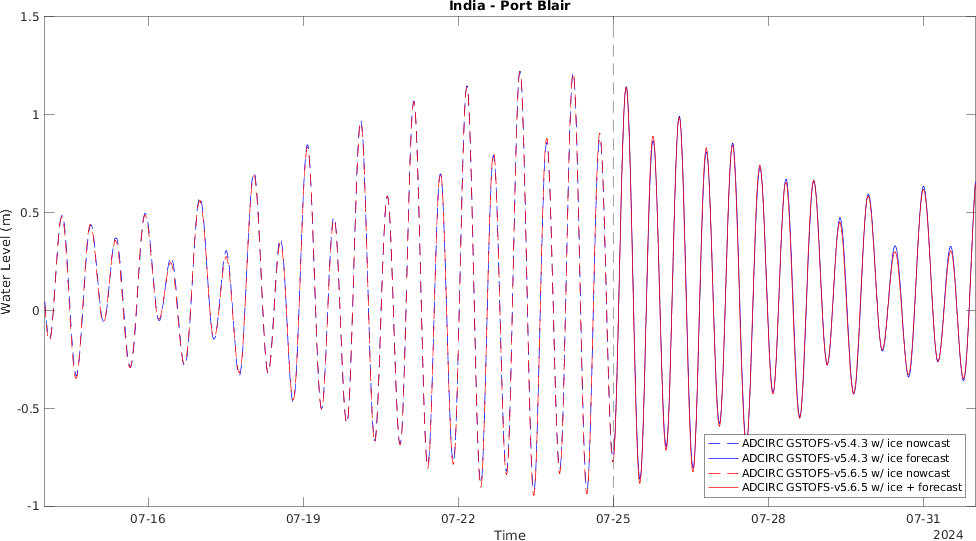 India - Port Blair
1.5
1
0.5
0
-0.5
-1
Water Level (m)
ADCIRC GSTOFS-v5.4.3 w/ ice nowcast
ADCIRC GSTOFS-v5.4.3 w/ ice forecast
ADCIRC GSTOFS-v5.6.5 w/ ice nowcast
ADCIRC GSTOFS-v5.6.5 w/ ice + forecast
07-16 07-19 07-22 07-25 07-28 07-31
Time
2024